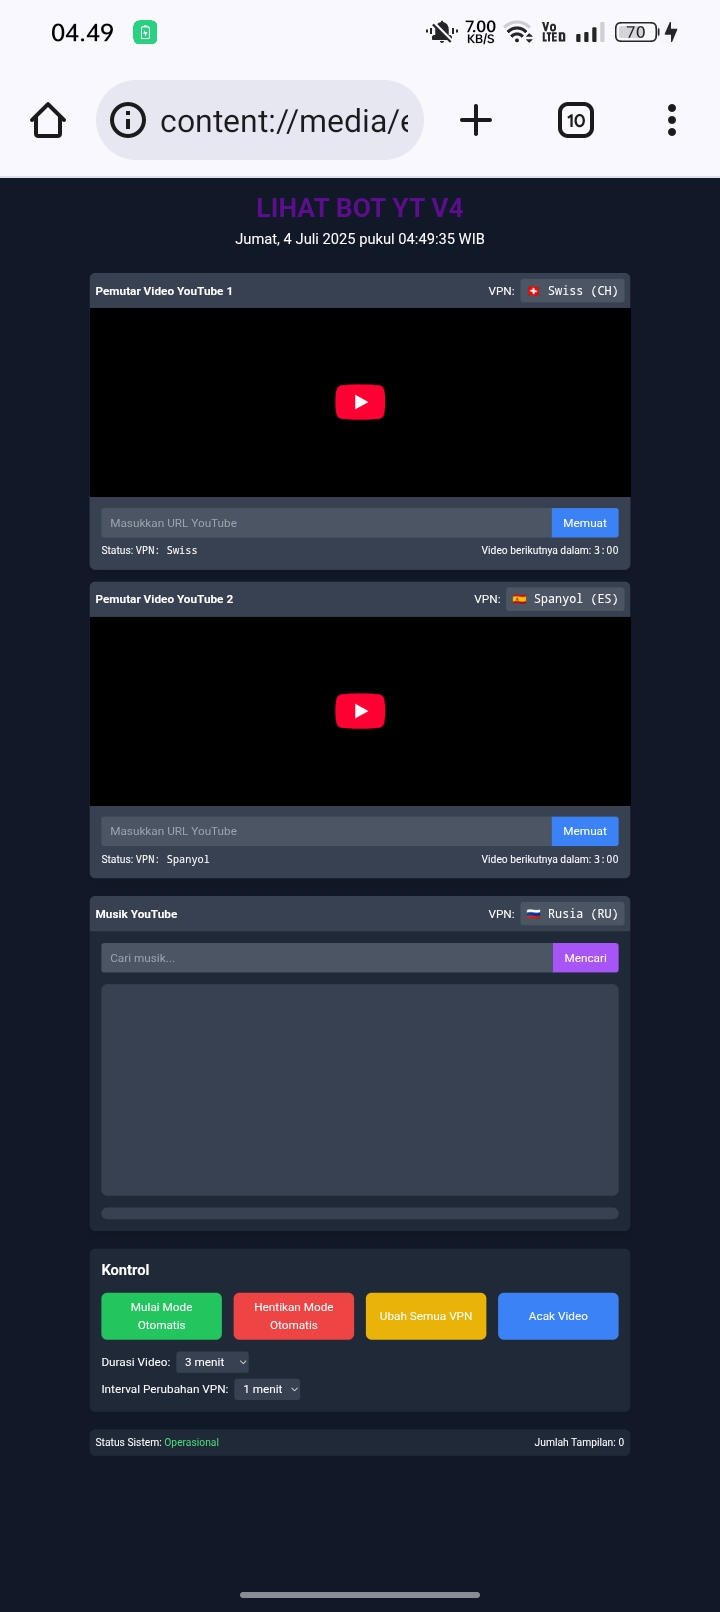 04.49
7.00 KB/S
Vo LTE
70
content://media/e
10
LIHAT BOT YT V4
Jumat, 4 Juli 2025 pukul 04:49:35 WIB
Pemutar Video YouTube 1
VPN: 🇨🇭 Swiss (CH)
Masukkan URL YouTube
Memuat
Status: VPN: Swiss
Video berikutnya dalam: 3:00
Pemutar Video YouTube 2
VPN: 🇪🇸 Spanyol (ES)
Masukkan URL YouTube
Memuat
Status: VPN: Spanyol
Video berikutnya dalam: 3:00
Musik YouTube
VPN: 🇷🇺 Rusia (RU)
Cari musik...
Mencari
Kontrol
Mulai Mode
Otomatis
Hentikan Mode
Otomatis
Ubah Semua VPN
Acak Video
Durasi Video: 3 menit
Interval Perubahan VPN: 1 menit
Status Sistem: Operasional
Jumlah Tampilan: 0